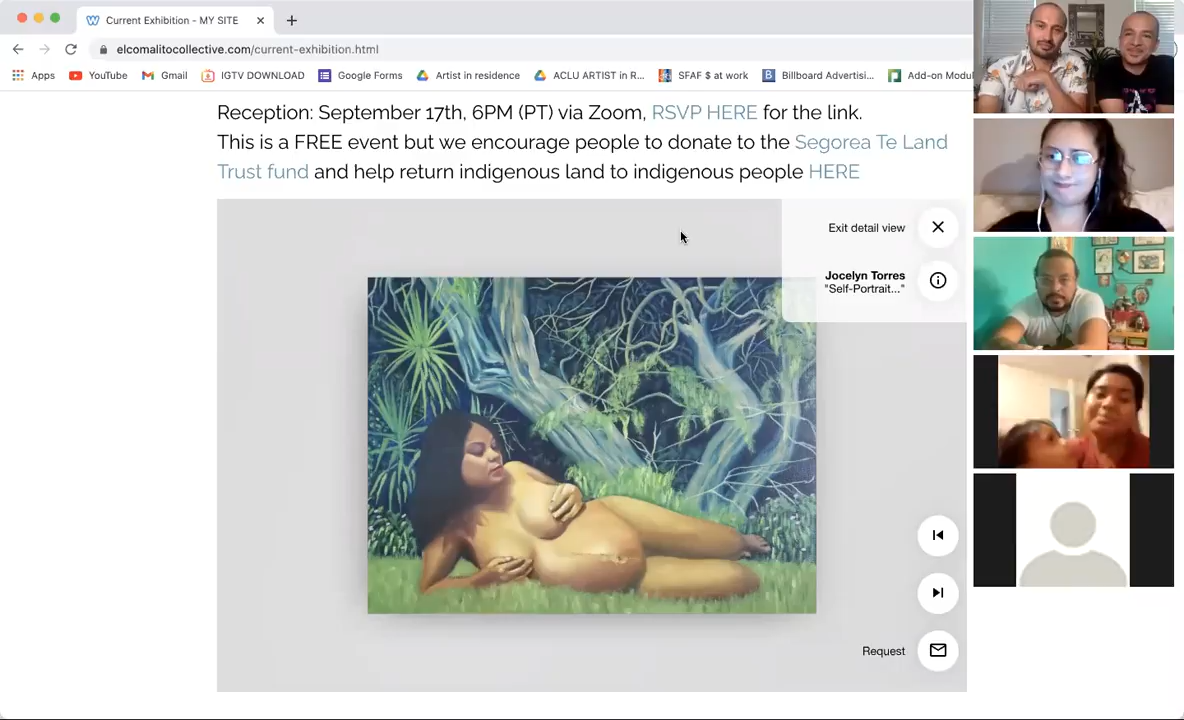 Current Exhibition - MY SITE
elcomalitocollective.com/current-exhibition.html
Apps YouTube Gmail IGTV DOWNLOAD Google Forms Artist in residence ACLU ARTIST in R... SFAF $ at work Billboard Advertisi... Add-on Modul
Reception: September 17th, 6PM (PT) via Zoom, RSVP HERE for the link.
This is a FREE event but we encourage people to donate to the Segorea Te Land
Trust fund and help return indigenous land to indigenous people HERE
Exit detail view
Jocelyn Torres
"Self-Portrait..."
Request